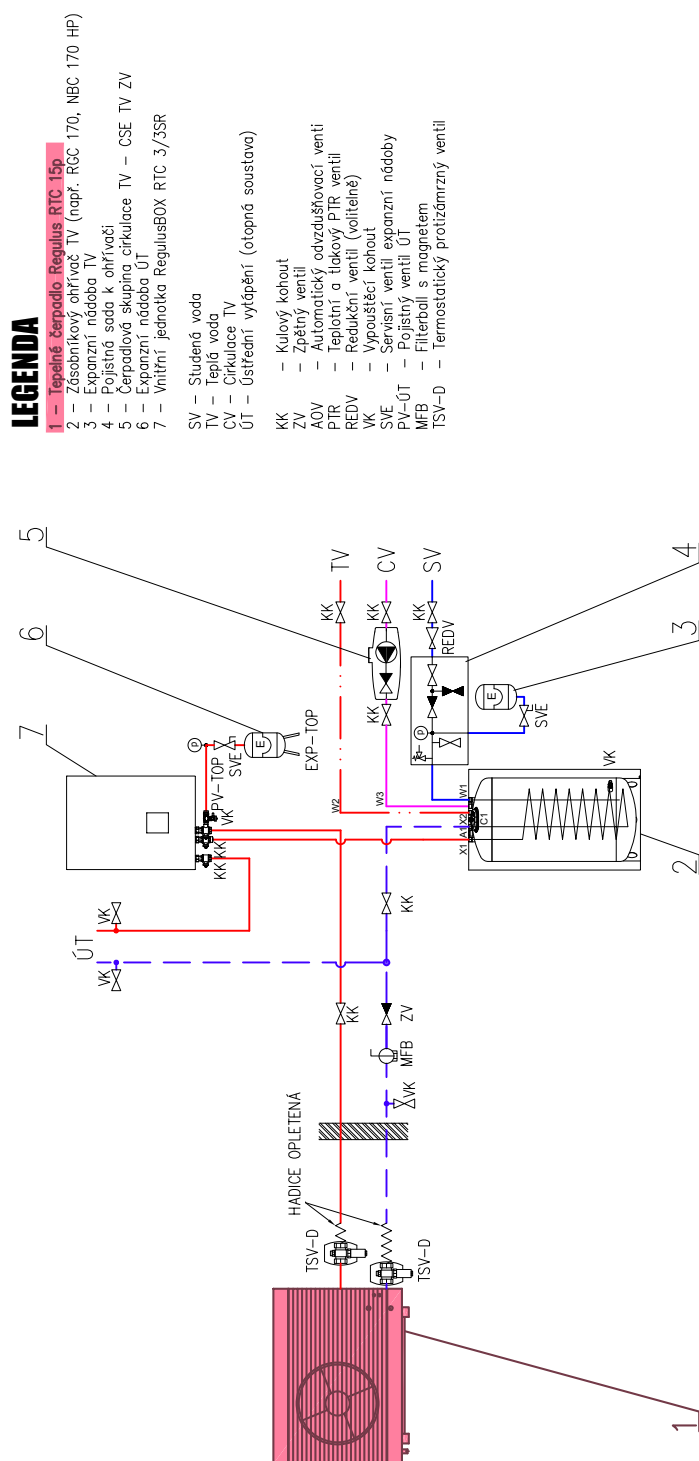 LEGENDA
1 – Tepelné čerpadlo Regulus RTC 15p
2 – Zásobníkový ohřívač TV (např. RGC 170, NBC 170 HP)
3 – Expanzní nádoba TV
4 – Pojistná sada k ohřívači
5 – Čerpadlová skupina cirkulace TV – CSE TV ZV
6 – Expanzní nádoba ÚT
7 – Vnitřní jednotka RegulusBOX RTC 3/3SR
SV – Studená voda
TV – Teplá voda
CV – Cirkulace TV
ÚT – Ústřední vytápění (otopná soustava)
KK – Kulový kohout
ZV – Zpětný ventil
AOV – Automatický odvzdušňovací venti
PTR – Teplotní a tlakový PTR ventil
REDV – Redukční ventil (volitelně)
VK – Vypouštěcí kohout
SVE – Servisní ventil expanzní nádoby
PV–ÚT – Pojistný ventil ÚT
MFB – Filterball s magnetem
TSV–D – Termostatický protizámrzný ventil
5
6
7
TV
CV
SV
KK
KK
KK
REDV
4
3
KK
P
SVE
E
EXP–TOP
PV–TOP
VK
KK
KK
P
E
SVE
VK
W2
W3
W1
X1
A1
X2
C1
2
ÚT
VK
VK
KK
KK
ZV
MFB
VK
HADICE OPLETENÁ
TSV–D
TSV–D
1